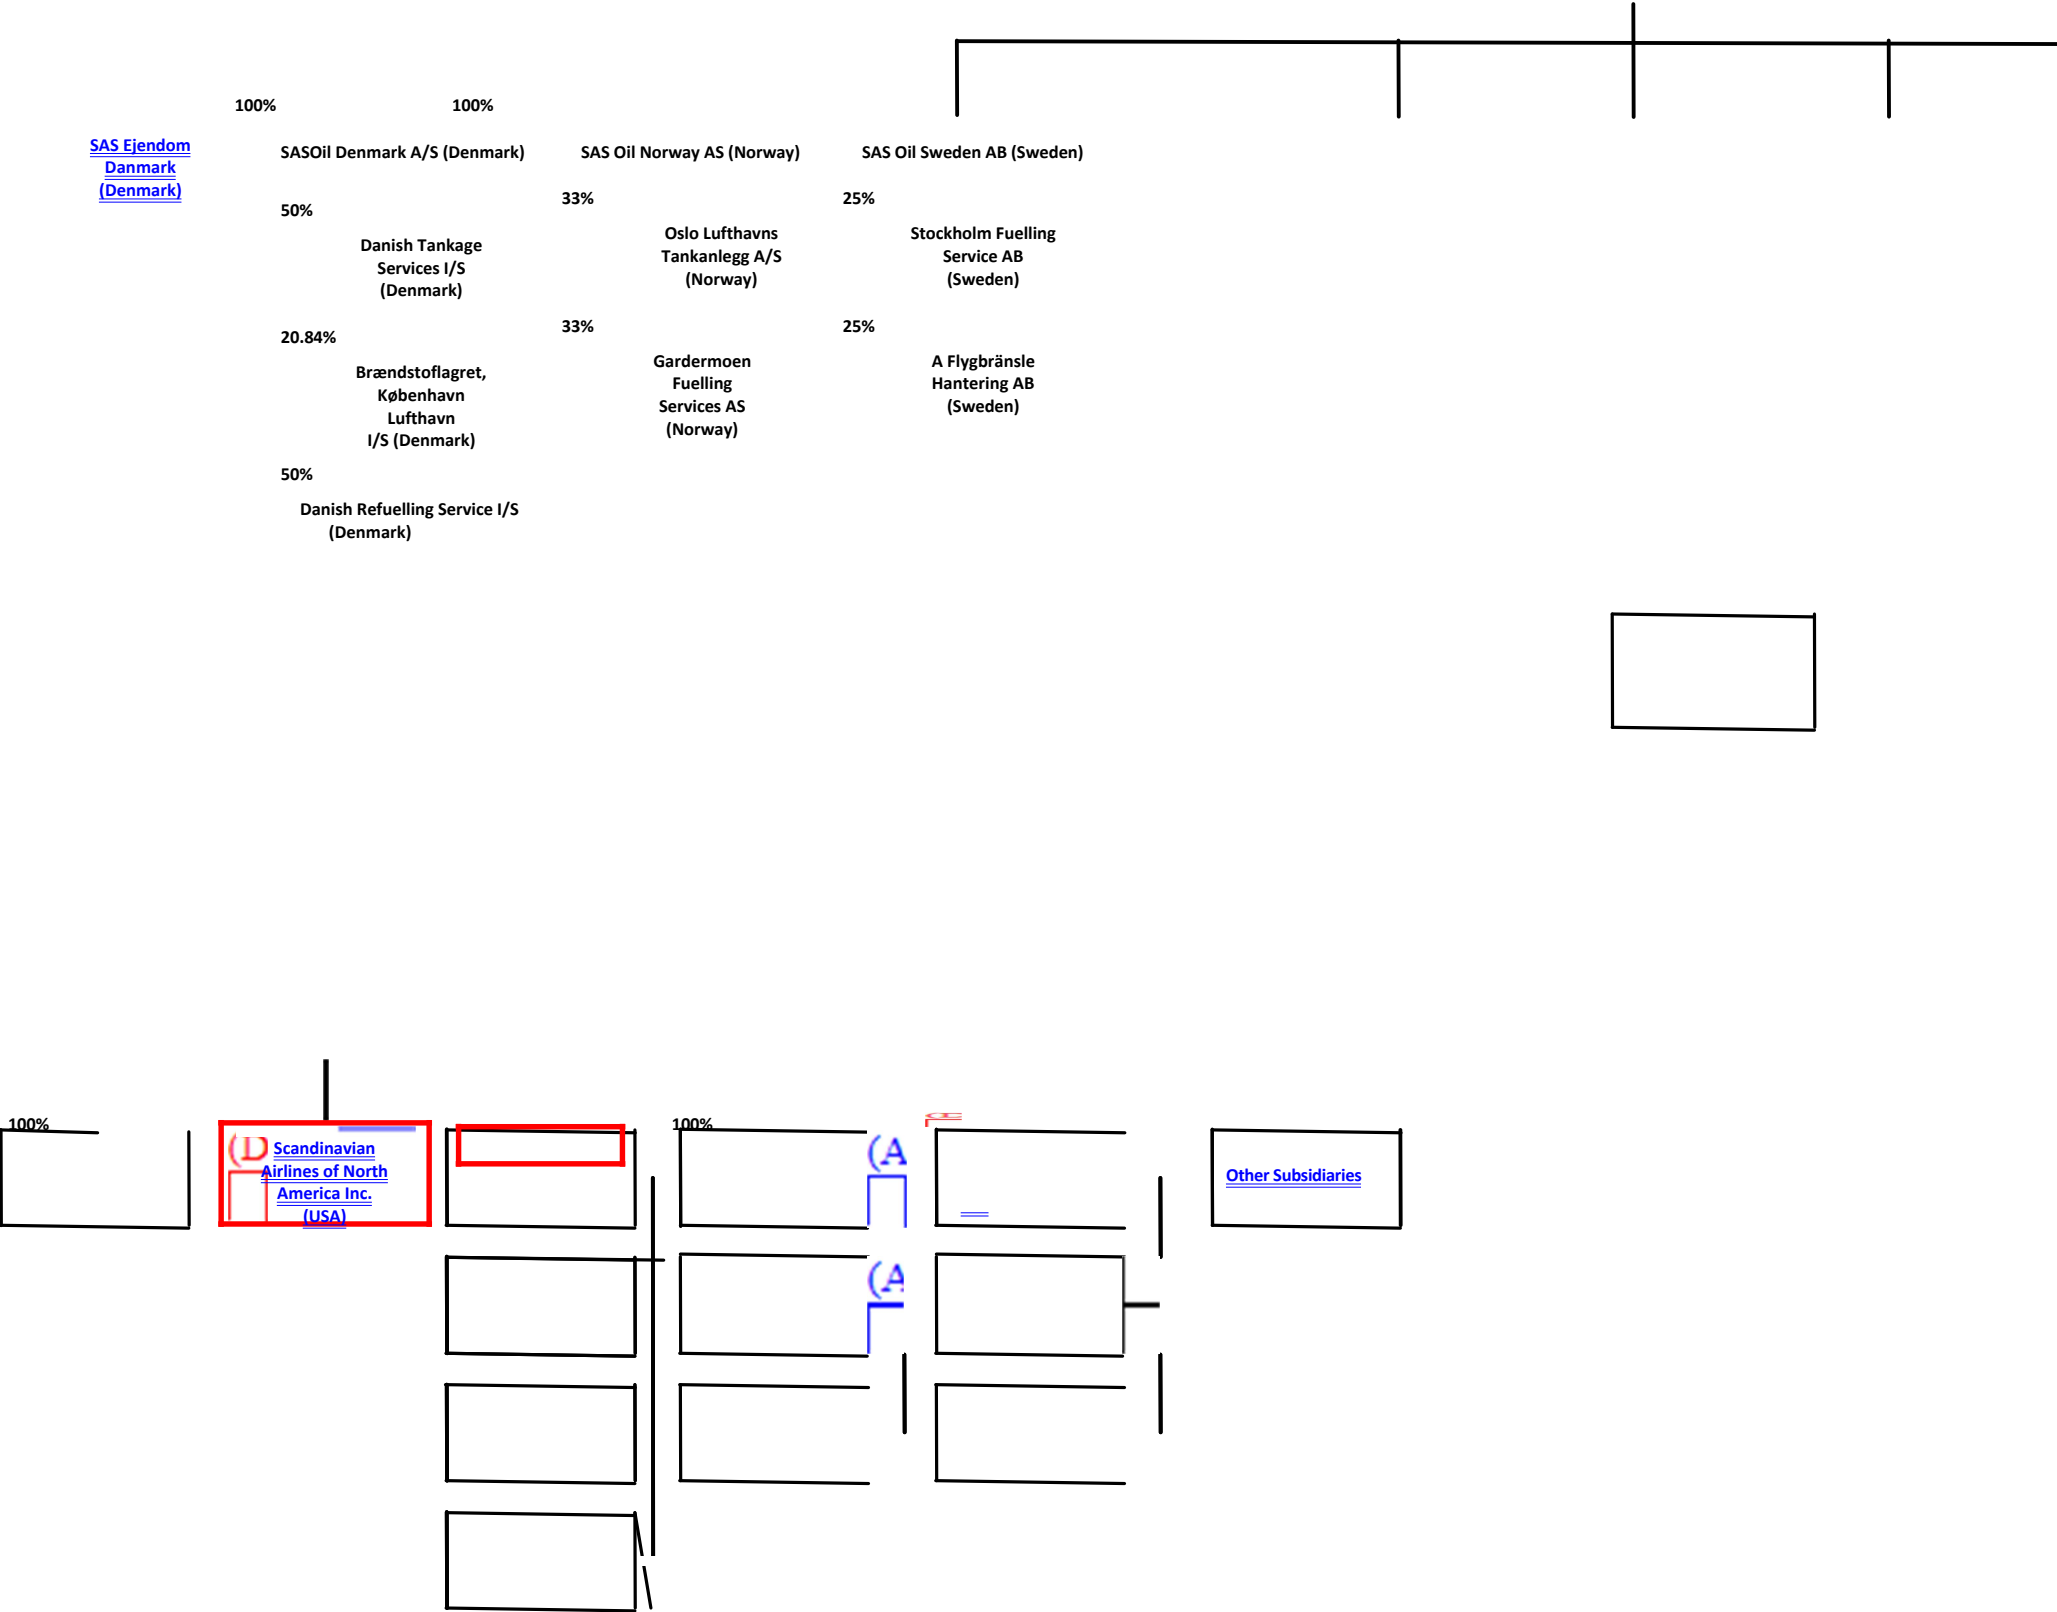 100%
100%
SAS Ejendom
Danmark
(Denmark)
SASOil Denmark A/S (Denmark)
SAS Oil Norway AS (Norway)
SAS Oil Sweden AB (Sweden)
50%
Danish Tankage
Services I/S
(Denmark)
33%
Oslo Lufthavns
Tankanlegg A/S
(Norway)
25%
Stockholm Fuelling
Service AB
(Sweden)
20.84%
Brændstoflagret,
København
Lufthavn
I/S (Denmark)
33%
Gardermoen
Fuelling
Services AS
(Norway)
25%
A Flygbränsle
Hantering AB
(Sweden)
50%
Danish Refuelling Service I/S
(Denmark)
100%
(D
Scandinavian
Airlines of North
America Inc.
(USA)
100%
(A
(A
Other Subsidiaries